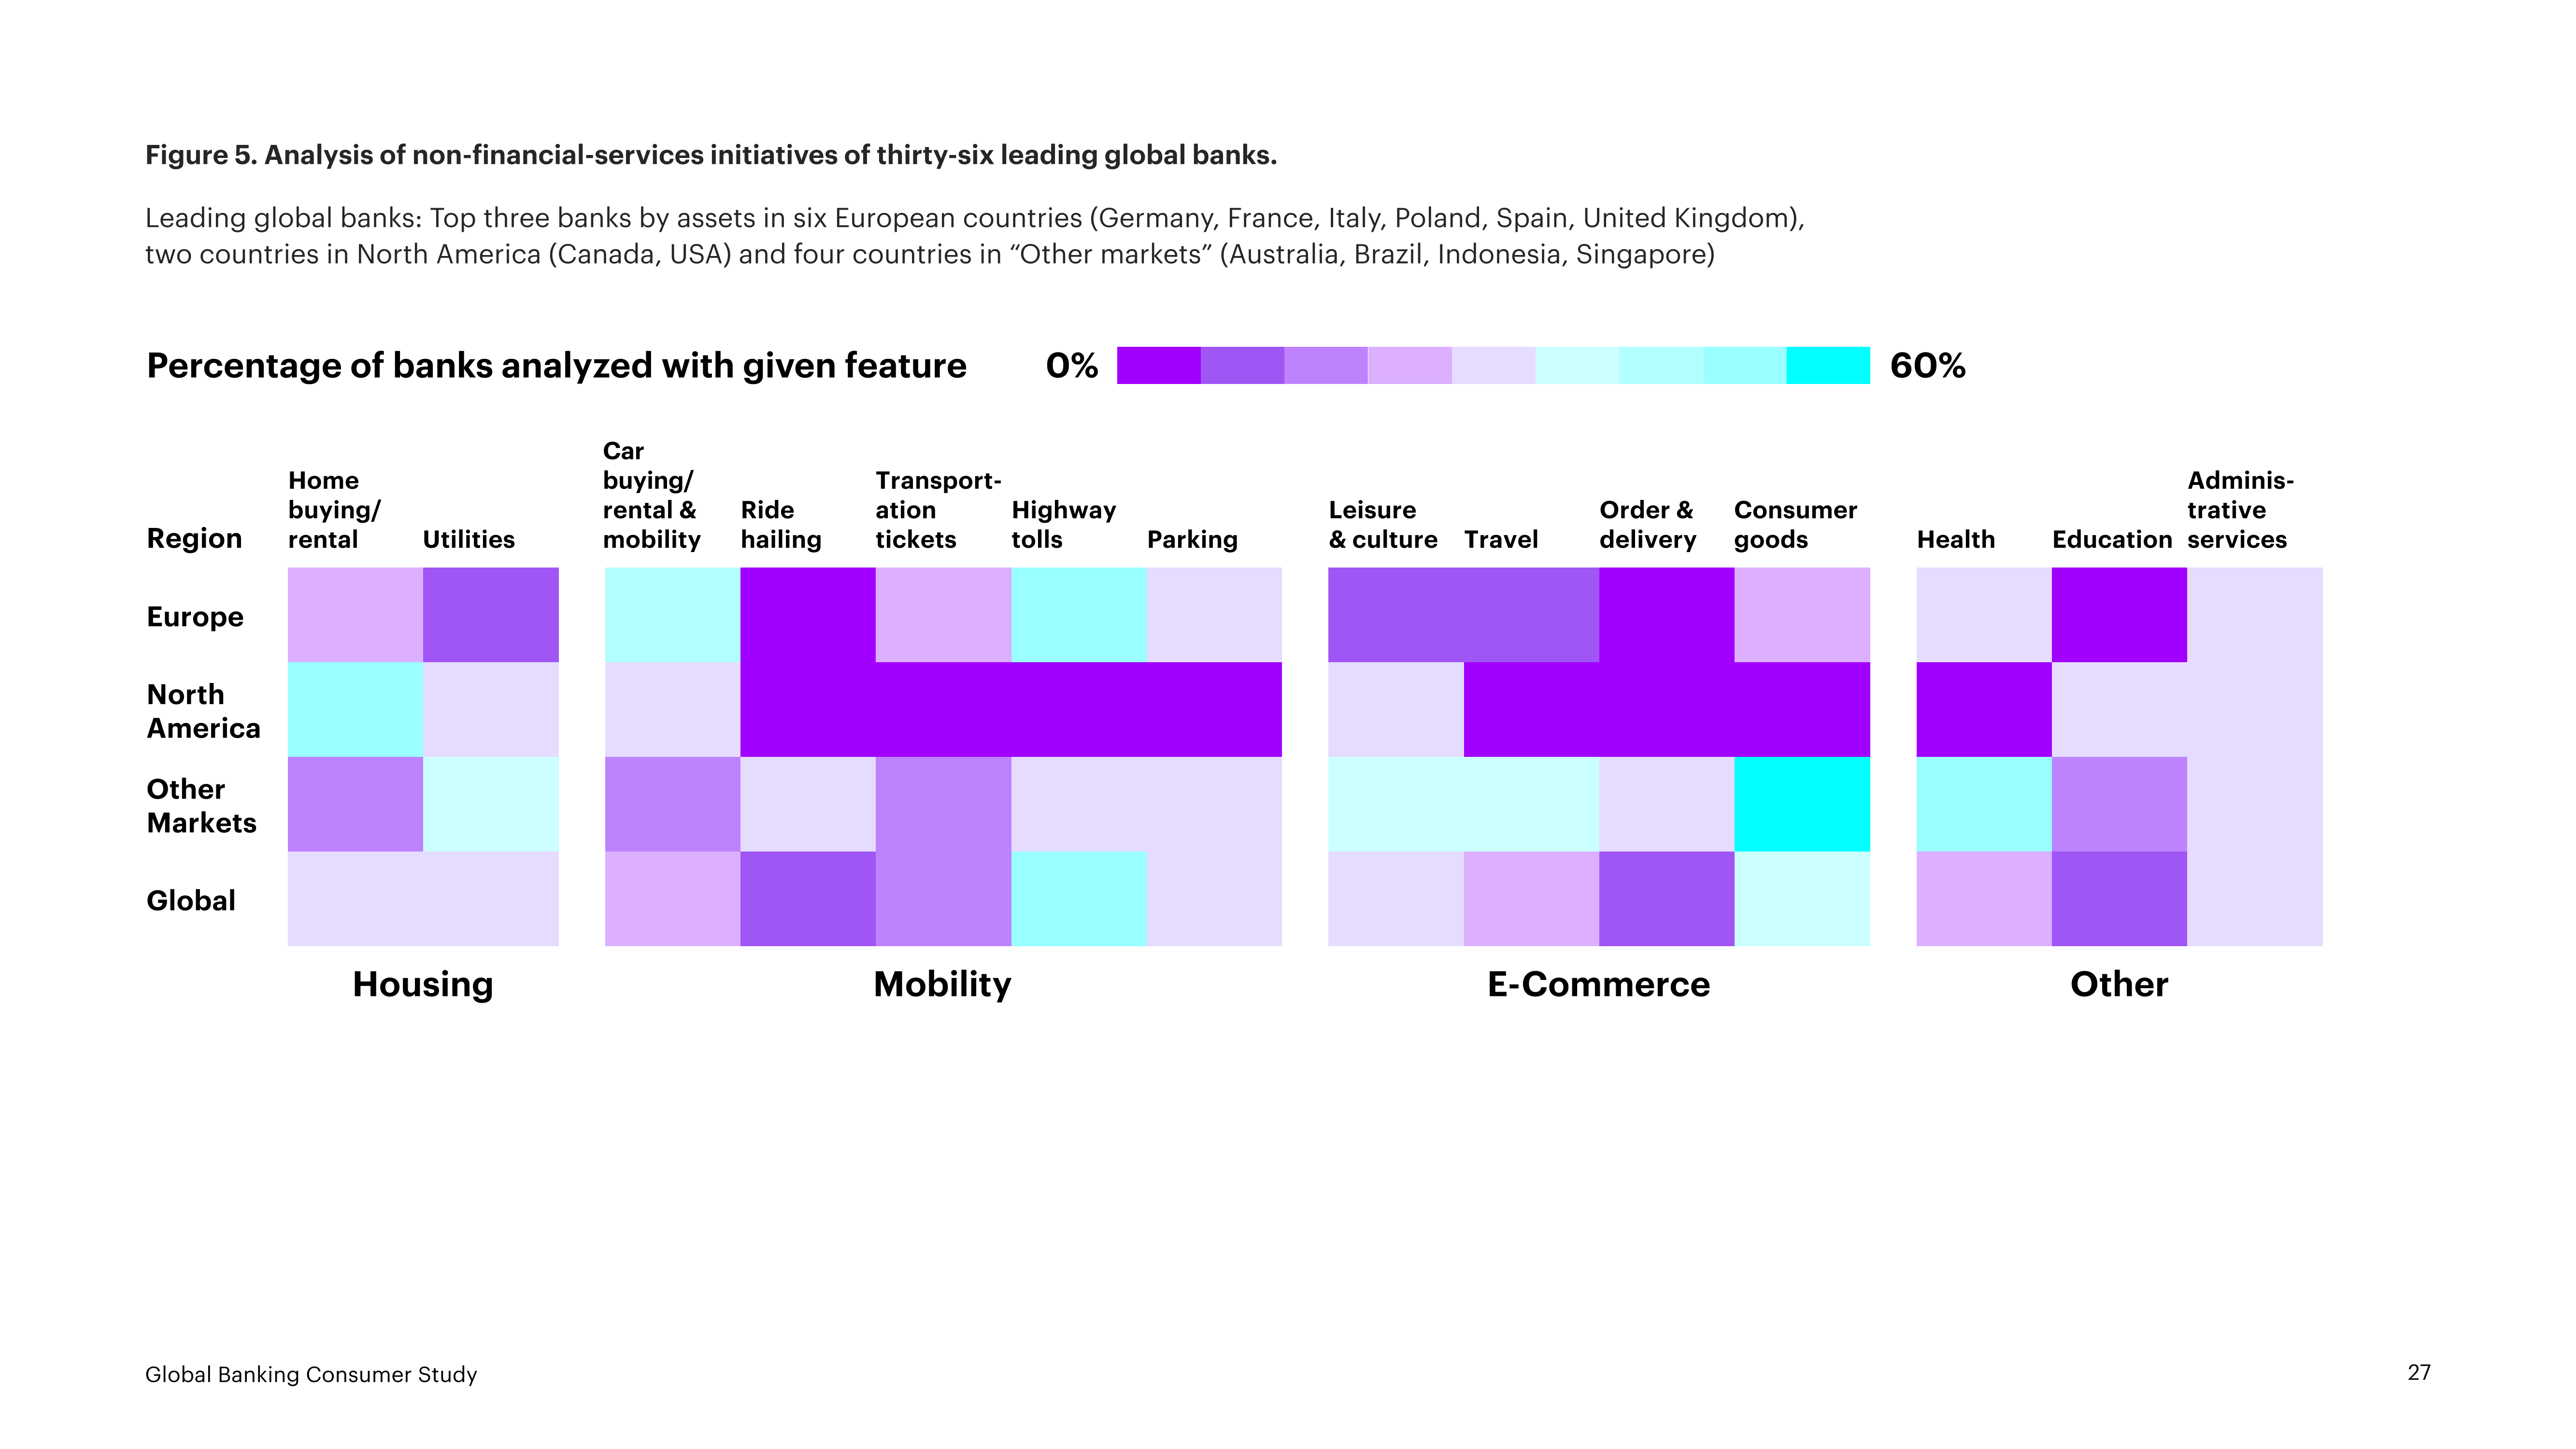 Figure 5. Analysis of non-financial-services initiatives of thirty-six leading global banks.
Leading global banks: Top three banks by assets in six European countries (Germany, France, Italy, Poland, Spain, United Kingdom),
two countries in North America (Canada, USA) and four countries in “Other markets” (Australia, Brazil, Indonesia, Singapore)
Percentage of banks analyzed with given feature
0%
60%
Region
Home
buying/
rental
Utilities
Car
buying/
rental &
mobility
Ride
hailing
Transport-
ation
tickets
Highway
tolls
Parking
Leisure
& culture
Travel
Order &
delivery
Consumer
goods
Health
Education
Adminis-
trative
services
Europe
North
America
Other
Markets
Global
Housing
Mobility
E-Commerce
Other
Global Banking Consumer Study
27